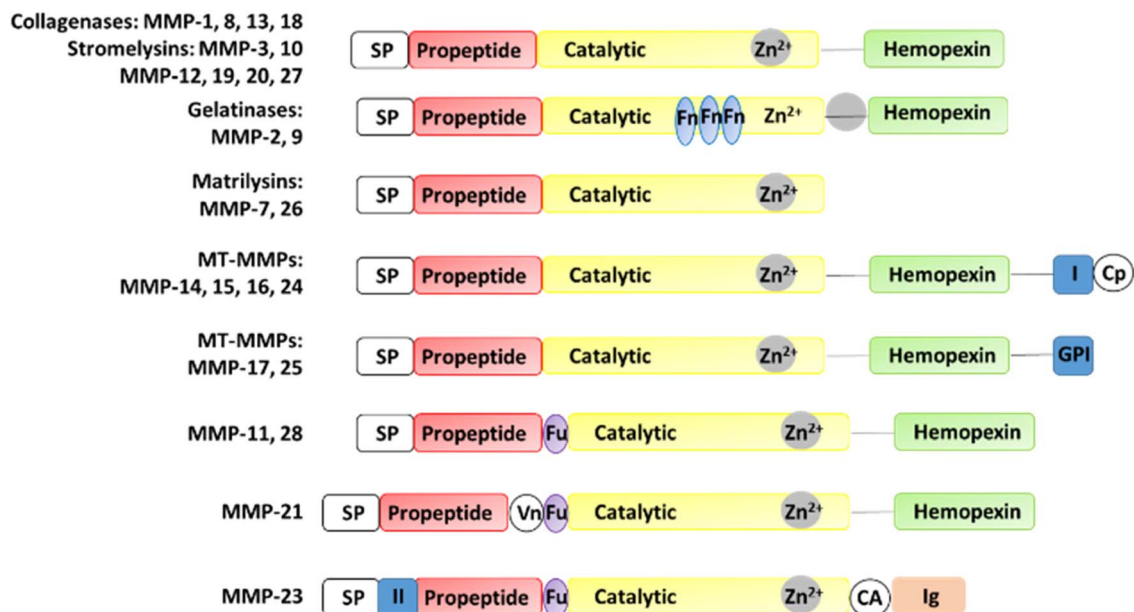 Collagenases: MMP-1, 8, 13, 18
Stromelysins: MMP-3, 10
MMP-12, 19, 20, 27
SP Propeptide Catalytic Zn²⁺ Hemopexin
Gelatinases:
MMP-2, 9
SP Propeptide Catalytic Fn Fn Fn Zn²⁺ Hemopexin
Matrilysins:
MMP-7, 26
SP Propeptide Catalytic Zn²⁺
MT-MMPs:
MMP-14, 15, 16, 24
SP Propeptide Catalytic Zn²⁺ Hemopexin I Cp
MT-MMPs:
MMP-17, 25
SP Propeptide Catalytic Zn²⁺ Hemopexin GPI
MMP-11, 28 SP Propeptide Fu Catalytic Zn²⁺ Hemopexin
MMP-21 SP Propeptide Vn Fu Catalytic Zn²⁺ Hemopexin
MMP-23 SP II Propeptide Fu Catalytic Zn²⁺ CA Ig